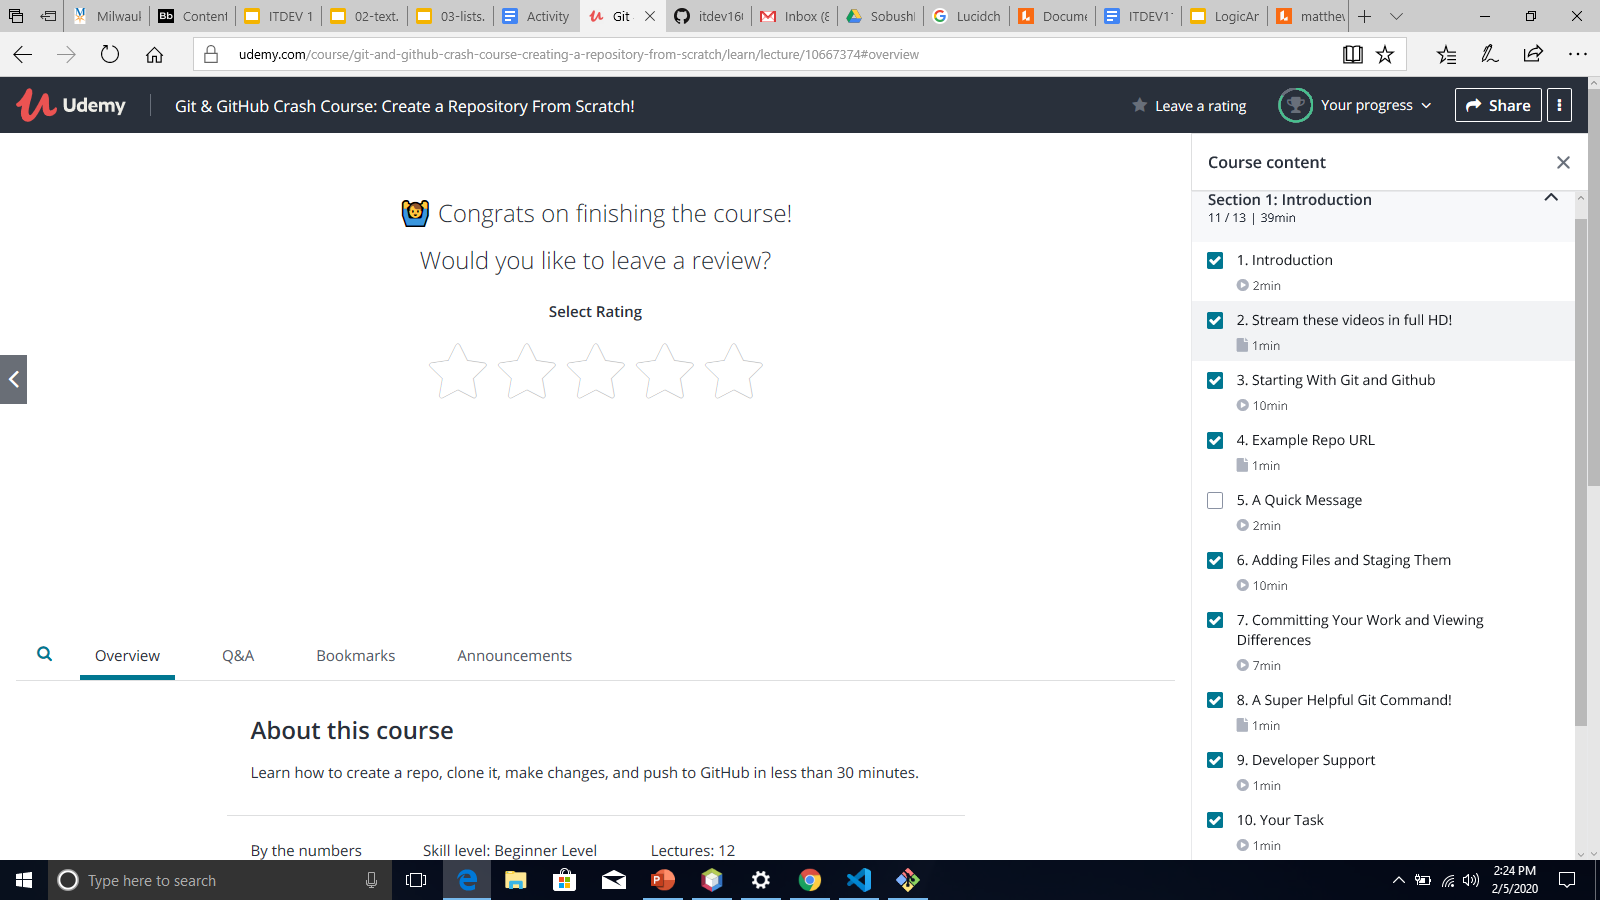 Milwauk
Bb Content
ITDEV 1
02-text.
03-lists.
Activity
Git
itdev16
Inbox (8
Sobush
Lucidch
Docume
ITDEV1
LogicAr
matthew
udemy.com/course/git-and-github-crash-course-creating-a-repository-from-scratch/learn/lecture/10667374#overview
Udemy
Git & GitHub Crash Course: Create a Repository From Scratch!
Leave a rating
Your progress
Share
Congrats on finishing the course!
Would you like to leave a review?
Select Rating
Overview
Q&A
Bookmarks
Announcements
About this course
Learn how to create a repo, clone it, make changes, and push to GitHub in less than 30 minutes.
By the numbers
Skill level: Beginner Level
Lectures: 12
Course content
Section 1: Introduction
11 / 13 | 39min
1. Introduction
2min
2. Stream these videos in full HD!
1min
3. Starting With Git and Github
10min
4. Example Repo URL
1min
5. A Quick Message
2min
6. Adding Files and Staging Them
10min
7. Committing Your Work and Viewing
Differences
7min
8. A Super Helpful Git Command!
1min
9. Developer Support
1min
10. Your Task
1min
Type here to search
2:24 PM
2/5/2020